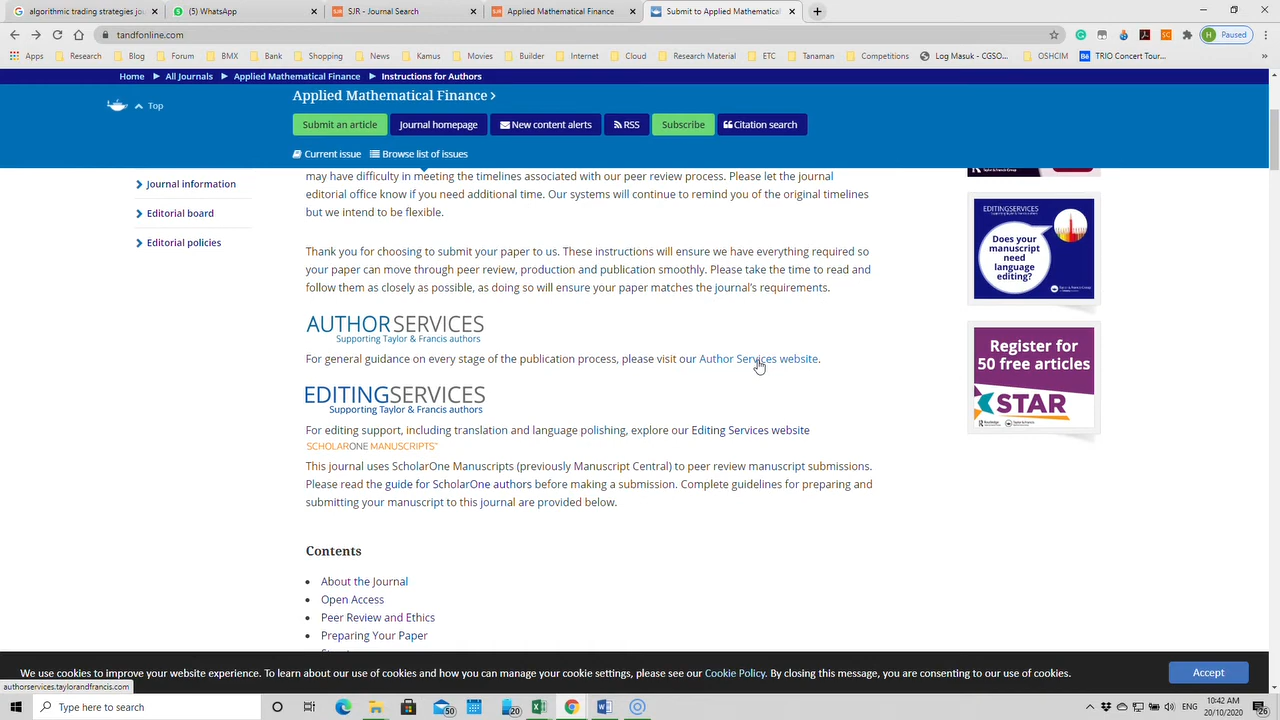 algorithmic trading strategies jou
(5) WhatsApp
SJR - Journal Search
Applied Mathematical Finance
Submit to Applied Mathematical
tandfonline.com
Paused
Apps
Research
Blog
Forum
BMX
Bank
Shopping
News
Kamus
Movies
Builder
Internet
Cloud
Research Material
ETC
Tanaman
Competitions
Log Masuk - CGSO...
OSHCIM
TRIO Concert Tour...
Home
All Journals
Applied Mathematical Finance
Instructions for Authors
Top
Applied Mathematical Finance
Submit an article
Journal homepage
New content alerts
RSS
Subscribe
Citation search
Current issue
Browse list of issues
Journal information
Editorial board
Editorial policies
may have difficulty in meeting the timelines associated with our peer review process. Please let the journal
editorial office know if you need additional time. Our systems will continue to remind you of the original timelines
but we intend to be flexible.
Thank you for choosing to submit your paper to us. These instructions will ensure we have everything required so
your paper can move through peer review, production and publication smoothly. Please take the time to read and
follow them as closely as possible, as doing so will ensure your paper matches the journal's requirements.
AUTHORSERVICES
Supporting Taylor & Francis authors
For general guidance on every stage of the publication process, please visit our Author Services website.
EDITINGSERVICES
Supporting Taylor & Francis authors
For editing support, including translation and language polishing, explore our Editing Services website
SCHOLARONE MANUSCRIPTS™
This journal uses ScholarOne Manuscripts (previously Manuscript Central) to peer review manuscript submissions.
Please read the guide for ScholarOne authors before making a submission. Complete guidelines for preparing and
submitting your manuscript to this journal are provided below.
Contents
About the Journal
Open Access
Peer Review and Ethics
Preparing Your Paper
EDITINGSERVICES
Supporting Taylor & Francis authors
Does your
manuscript
need
language
editing?
Taylor & Francis Group
Register for
50 free articles
STAR
We use cookies to improve your website experience. To learn about our use of cookies and how you can manage your cookie settings, please see our Cookie Policy. By closing this message, you are consenting to our use of cookies.
Accept
authorservices.taylorandfrancis.com
Type here to search
50
20
ENG
10:42 AM
20/10/2020
26